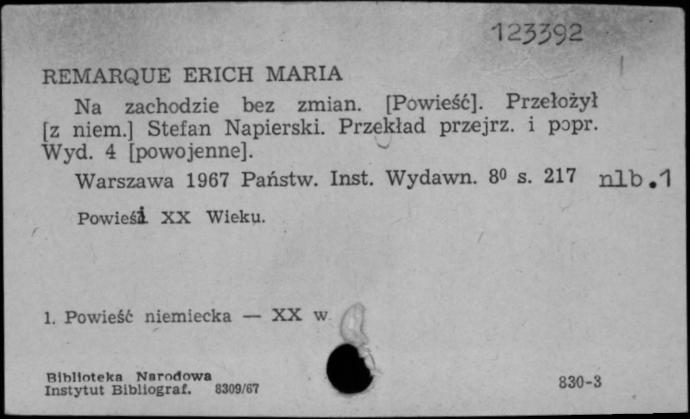 123392
REMARQUE ERICH MARIA
Na zachodzie bez zmian. [Powieść]. Przełożył
[z niem.] Stefan Napierski. Przekład przejrz. i popr.
Wyd. 4 [powojenne].
Warszawa 1967 Państw. Inst. Wydawn. 8⁰ s. 217 nlb.1
Powieśi XX Wieku.
1. Powieść niemiecka — XX w
Biblioteka Narodowa
Instytut Bibliograf. 8309/67
830-3